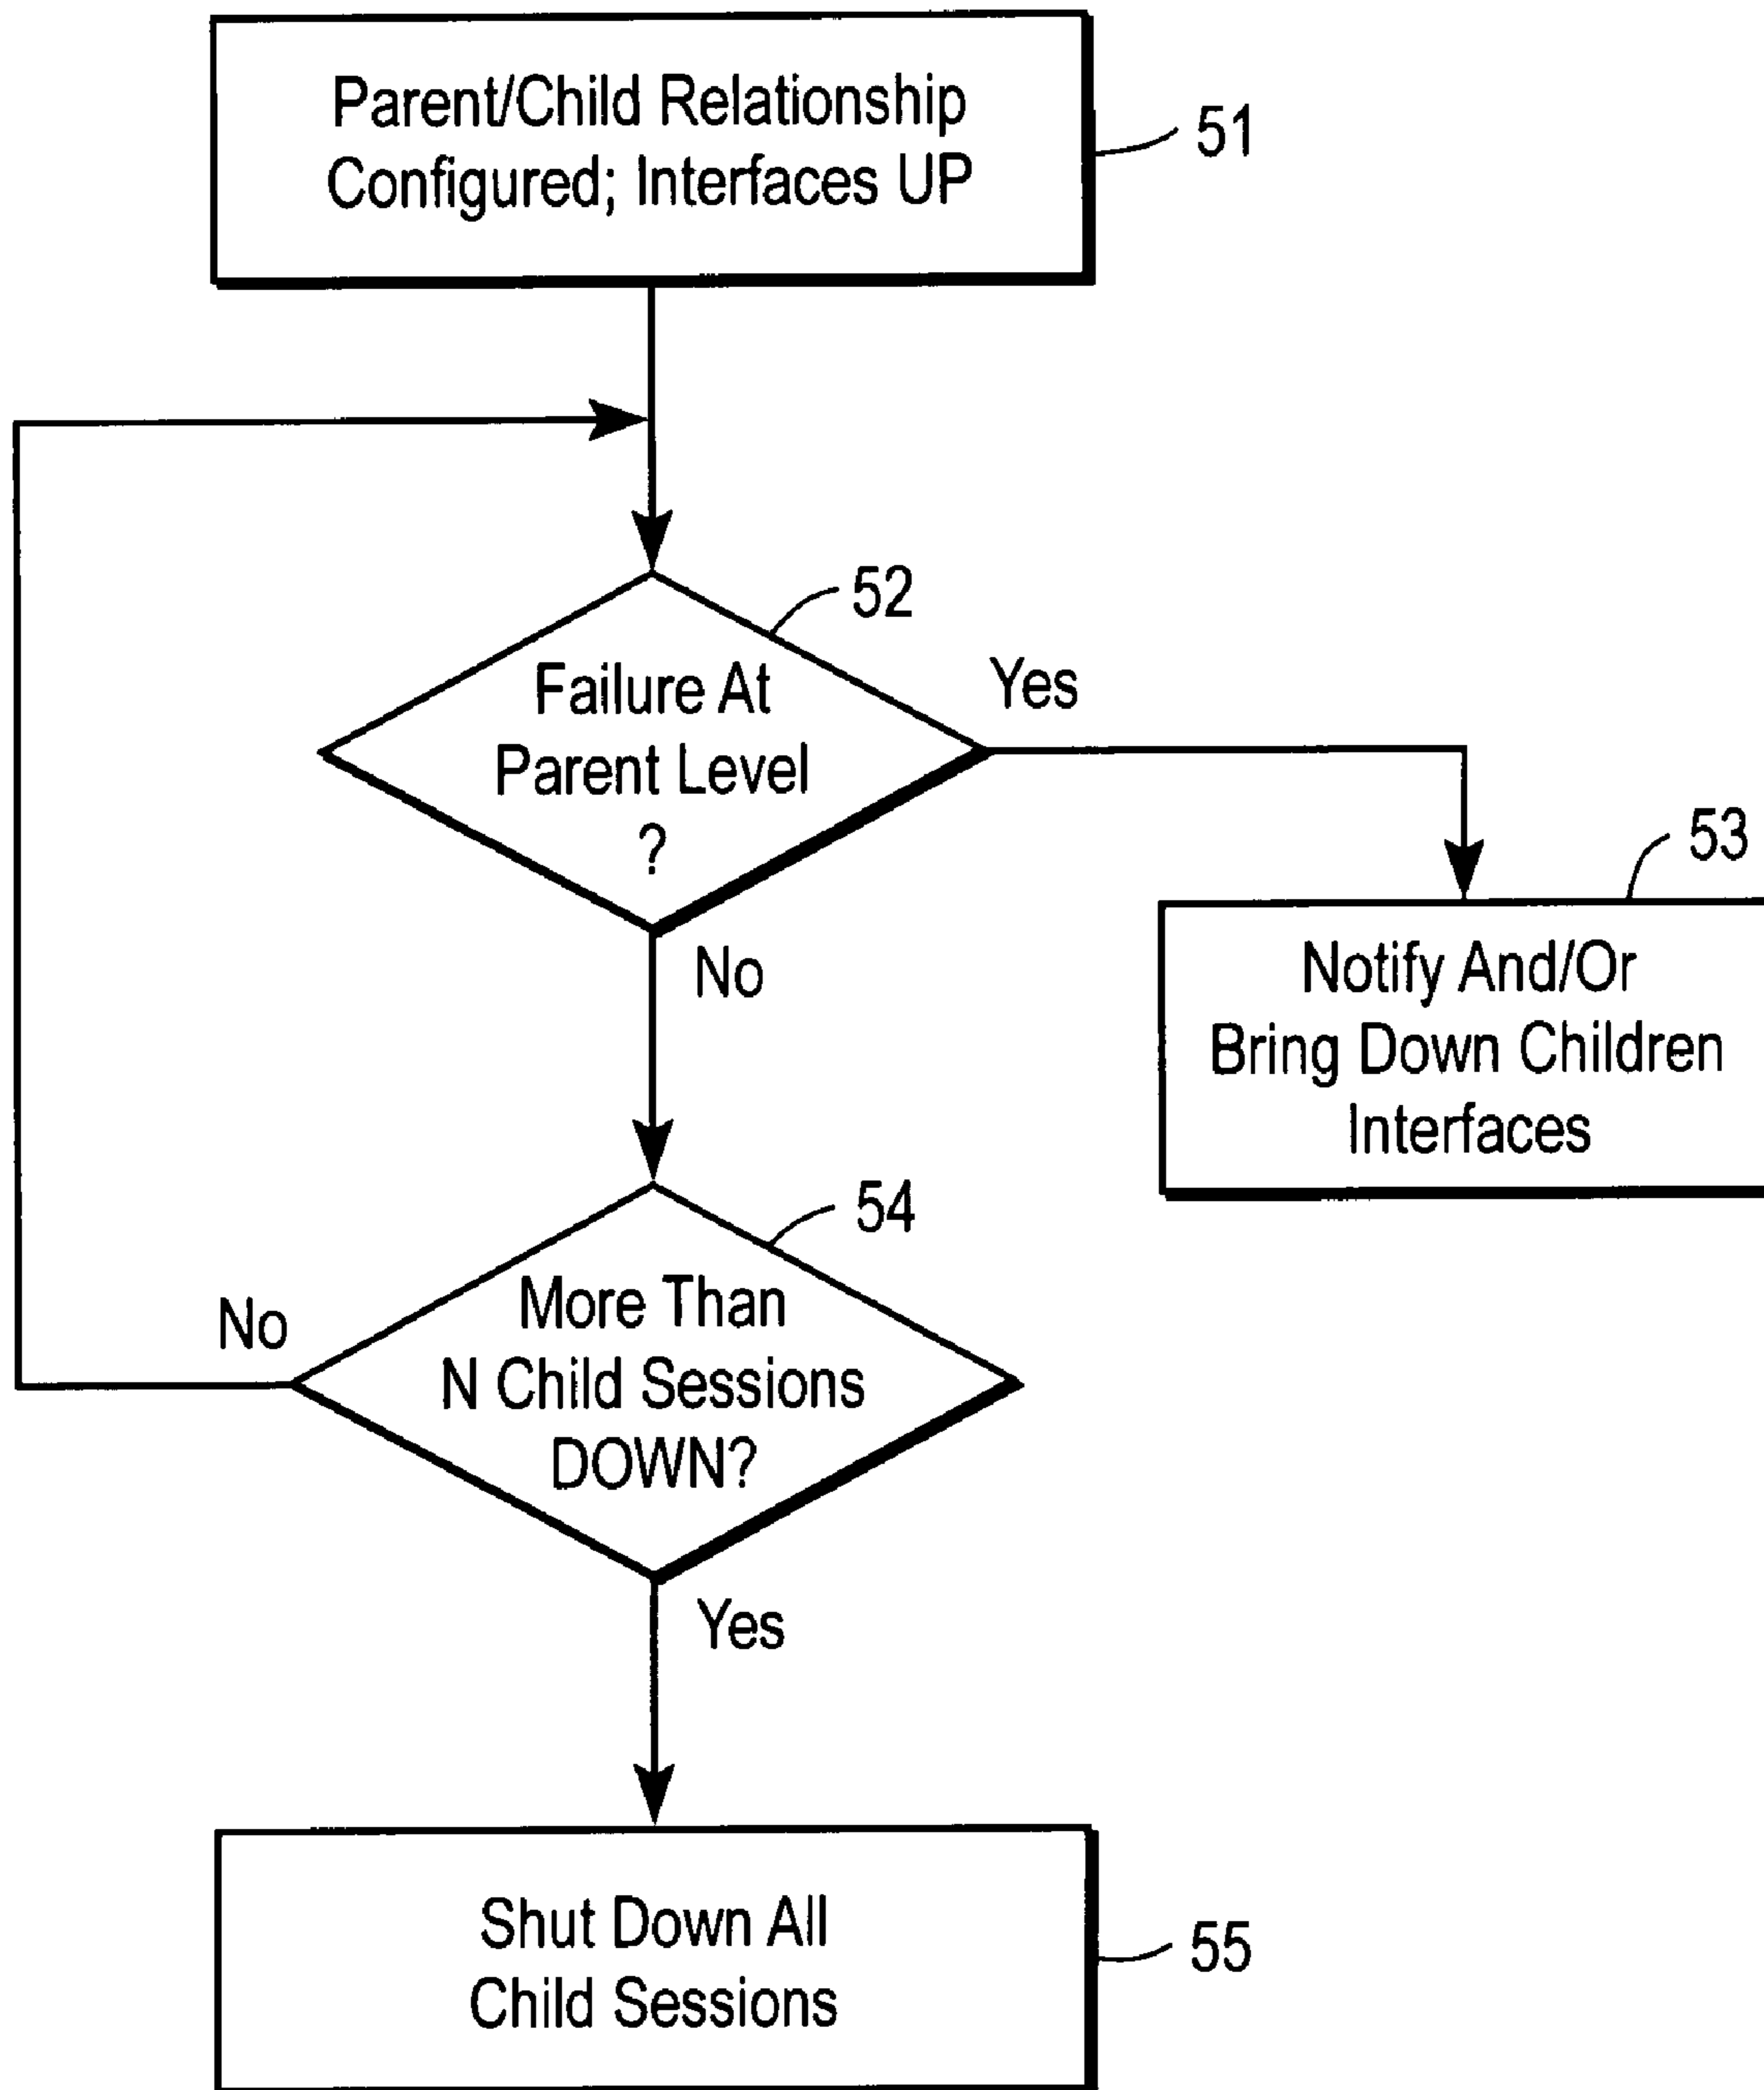 Parent/Child Relationship
Configured; Interfaces UP
51
52
Failure At
Parent Level
?
Yes
No
53
Notify And/Or
Bring Down Children
Interfaces
54
More Than
N Child Sessions
DOWN?
No
Yes
Shut Down All
Child Sessions
55